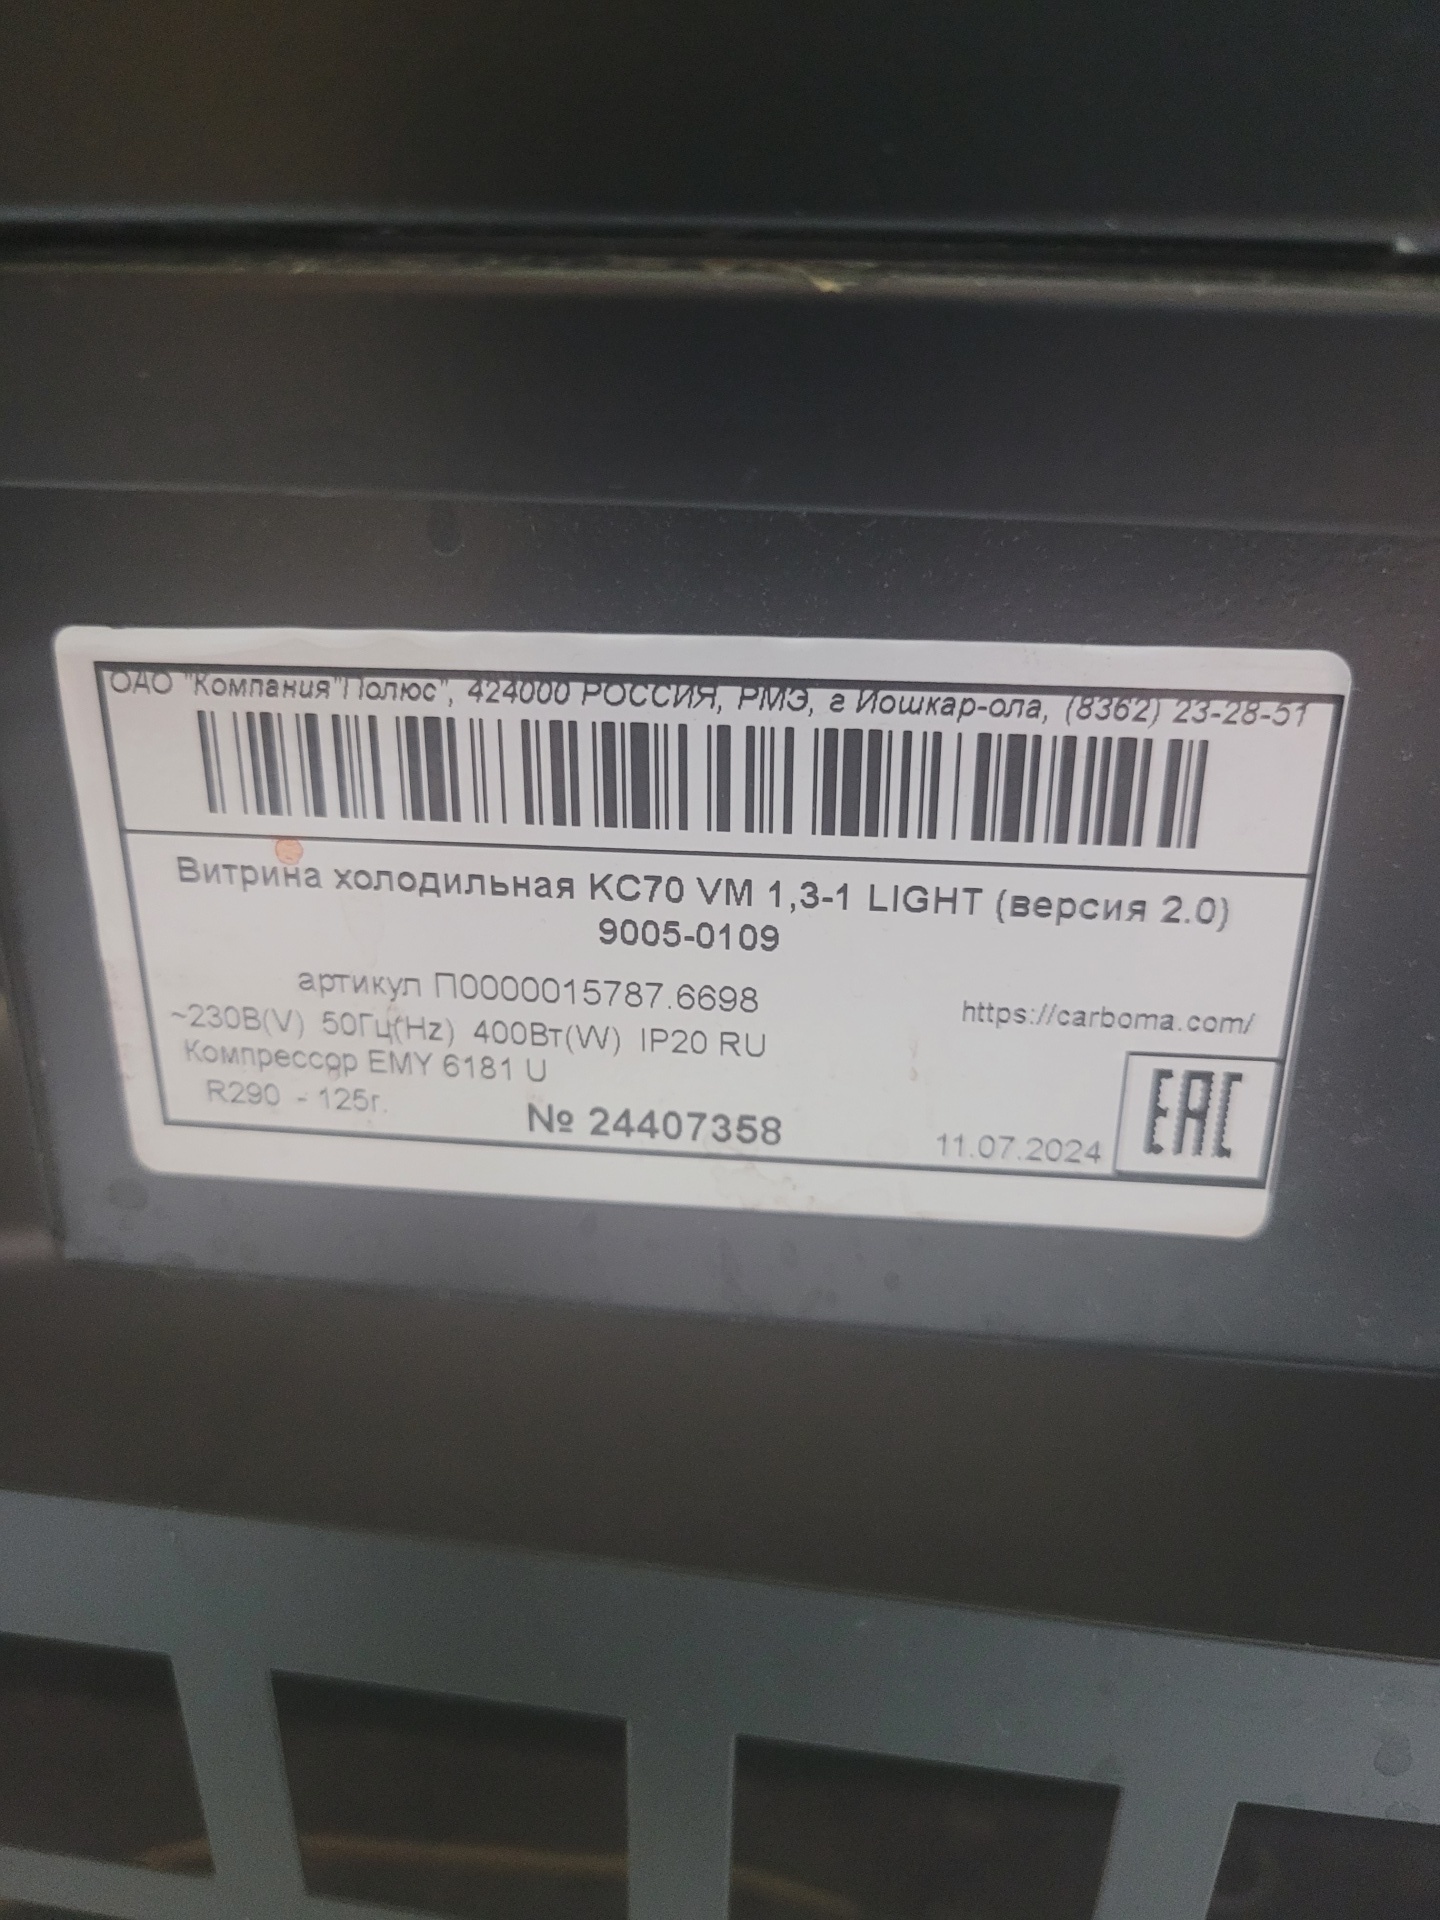 ОАО "Компания"Полюс", 424000 РОССИЯ, РМЭ, г Йошкар-ола, (8362) 23-28-51
Витрина холодильная KC70 VM 1,3-1 LIGHT (версия 2.0)
9005-0109
артикул П0000015787.6698
https://carboma.com/
~230В(V) 50Гц(Hz) 400Вт(W) IP20 RU
Компрессор EMY 6181 U
R290 - 125г.
№ 24407358
11.07.2024
EAC